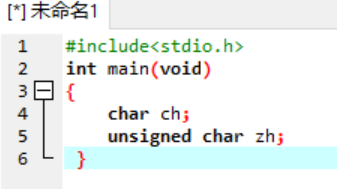 [*] 未命名1
1 #include<stdio.h>
2 int main(void)
3 {
4 char ch;
5 unsigned char zh;
6 }